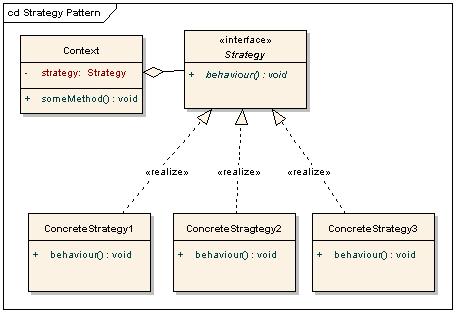 cd Strategy Pattern
Context
- strategy: Strategy
+ someMethod() : void
«interface»
Strategy
+ behaviour() : void
«realize»
«realize»
«realize»
ConcreteStrategy1
+ behaviour() : void
ConcreteStragtegy2
+ behaviour() : void
ConcreteStrategy3
+ behaviour() : void